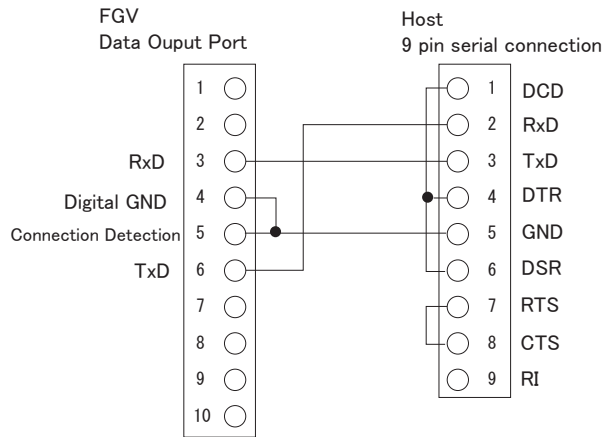 FGV
Data Ouput Port
Host
9 pin serial connection
1
2
RxD 3
Digital GND 4
Connection Detection 5
TxD 6
7
8
9
10
1 DCD
2 RxD
3 TxD
4 DTR
5 GND
6 DSR
7 RTS
8 CTS
9 RI